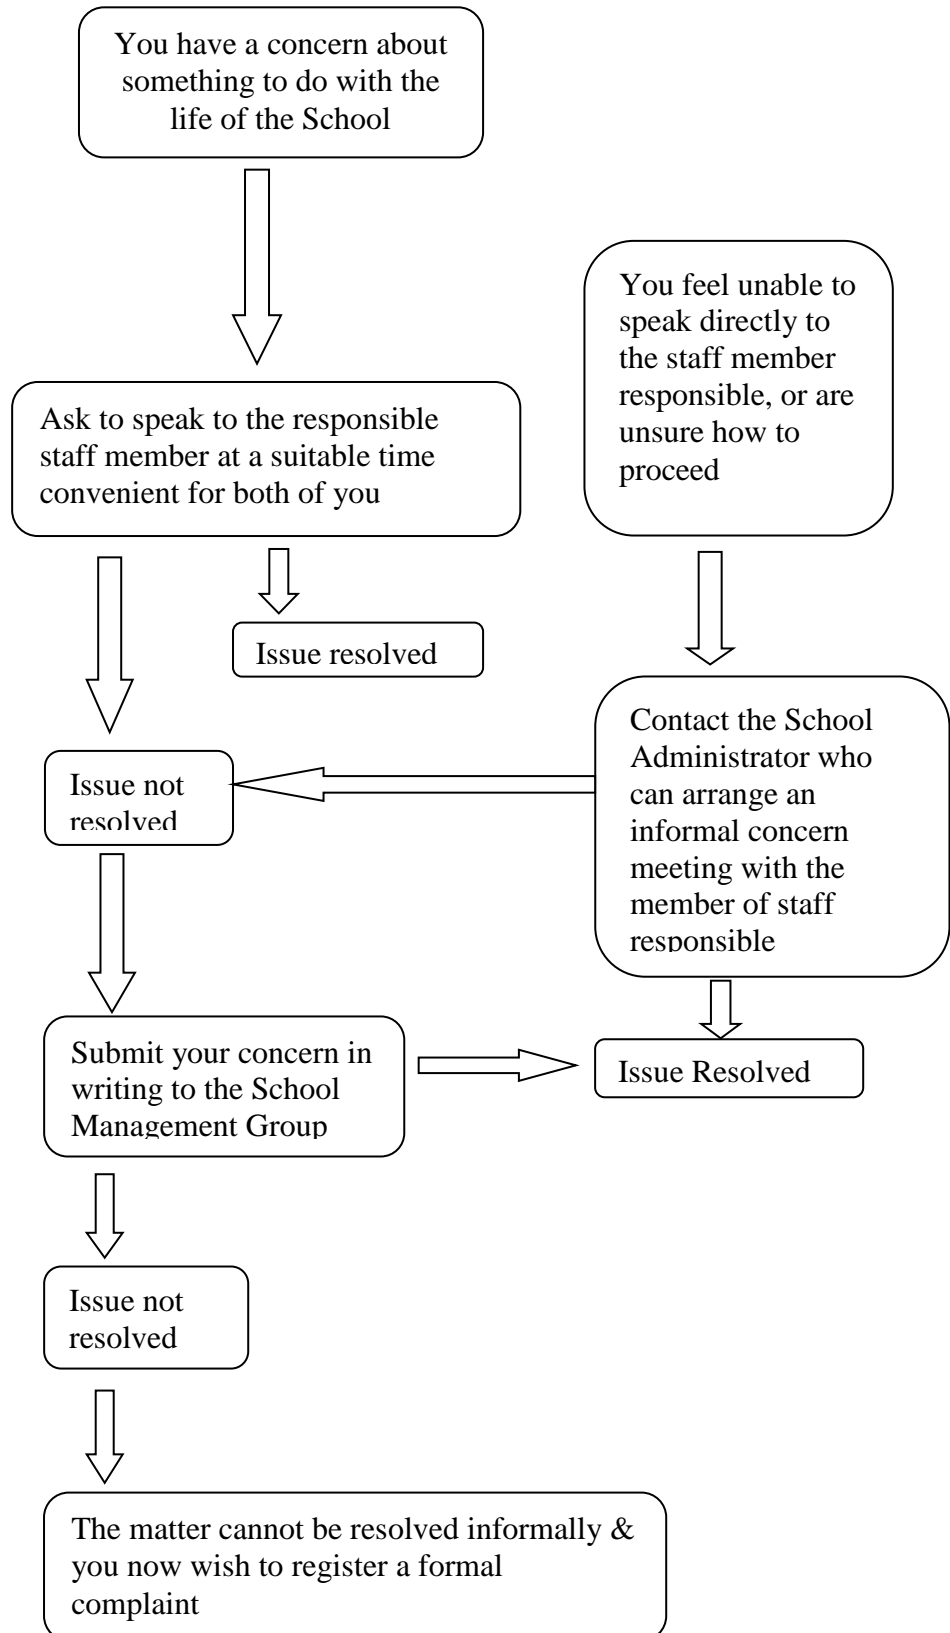 You have a concern about
something to do with the
life of the School
You feel unable to
speak directly to
the staff member
responsible, or are
unsure how to
proceed
Ask to speak to the responsible
staff member at a suitable time
convenient for both of you
Issue resolved
Contact the School
Administrator who
can arrange an
informal concern
meeting with the
member of staff
responsible
Issue not
resolved
Submit your concern in
writing to the School
Management Group
Issue Resolved
Issue not
resolved
The matter cannot be resolved informally &
you now wish to register a formal
complaint